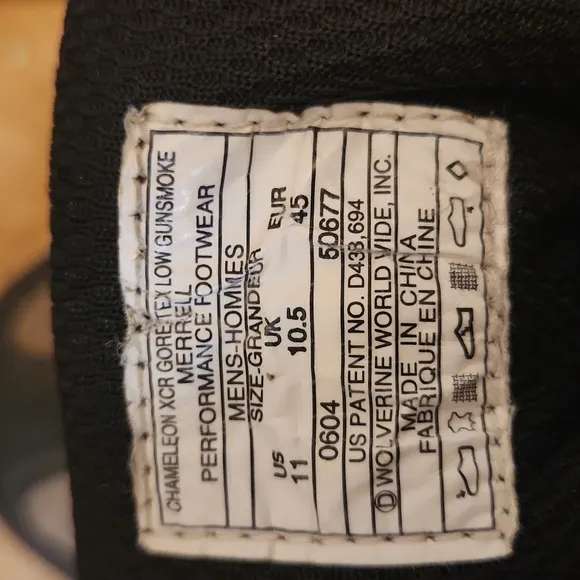 CHAMELEON XCR GORE-TEX LOW GUNSMOKE
MERRELL
PERFORMANCE FOOTWEAR
MENS-HOMMES
SIZE-GRANDEUR
US UK EUR
11 10.5 45
0604 50677
US PATENT NO. D438,694
D WOLVERINE WORLD WIDE, INC.
MADE IN CHINA
FABRIQUE EN CHINE